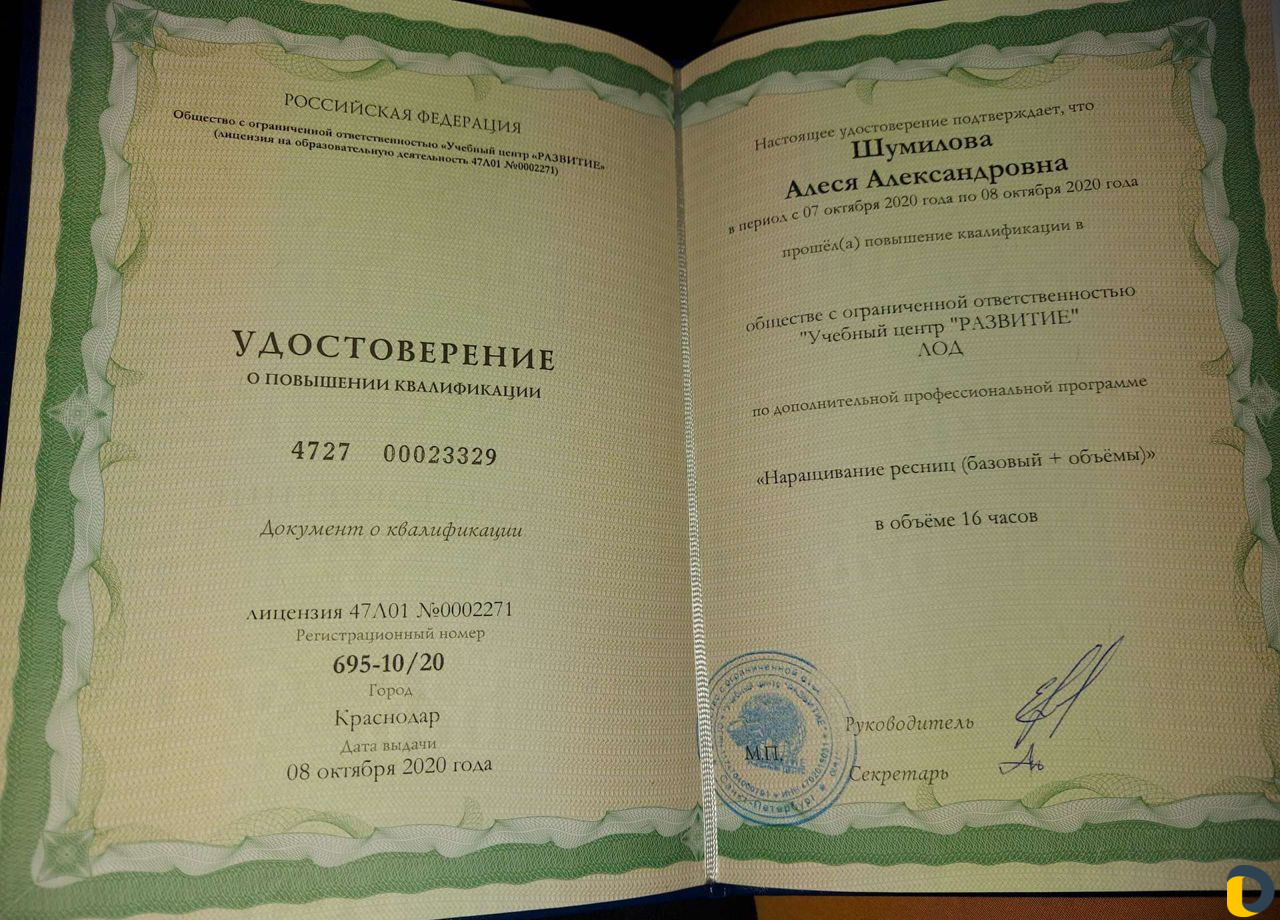 РОССИЙСКАЯ ФЕДЕРАЦИЯ
Общество с ограниченной ответственностью «Учебный центр «РАЗВИТИЕ»
(лицензия на образовательную деятельность 47Л01 №0002271)
УДОСТОВЕРЕНИЕ
О ПОВЫШЕНИИ КВАЛИФИКАЦИИ
4727 00023329
Документ о квалификации
лицензия 47Л01 №0002271
Регистрационный номер
695-10/20
Город
Краснодар
Дата выдачи
08 октября 2020 года
Настоящее удостоверение подтверждает, что
Шумилова
Алеся Александровна
в период с 07 октября 2020 года по 08 октября 2020 года
прошёл(а) повышение квалификации в
обществе с ограниченной ответственностью
"Учебный центр "РАЗВИТИЕ"
ЛОД
по дополнительной профессиональной программе
«Наращивание ресниц (базовый + объёмы)»
в объёме 16 часов
М.П.
Руководитель
Секретарь